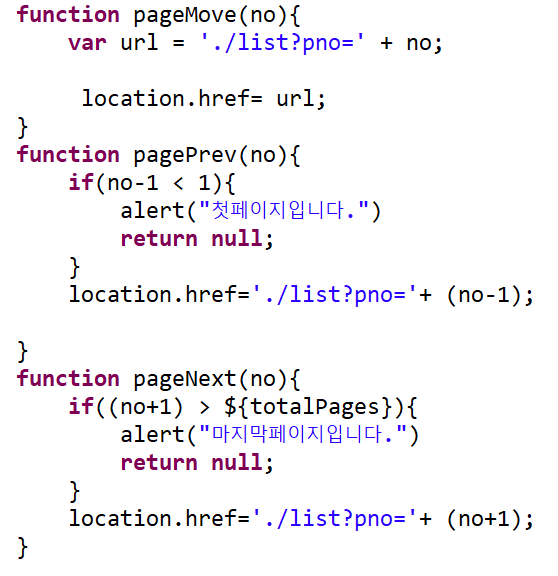 function pageMove(no){
    var url = './list?pno=' + no;
     location.href= url;
}
function pagePrev(no){
    if(no-1 < 1){
        alert("첫페이지입니다.")
        return null;
    }
    location.href='./list?pno='+ (no-1);
}
function pageNext(no){
    if((no+1) > ${totalPages}){
        alert("마지막페이지입니다.")
        return null;
    }
    location.href='./list?pno='+ (no+1);
}